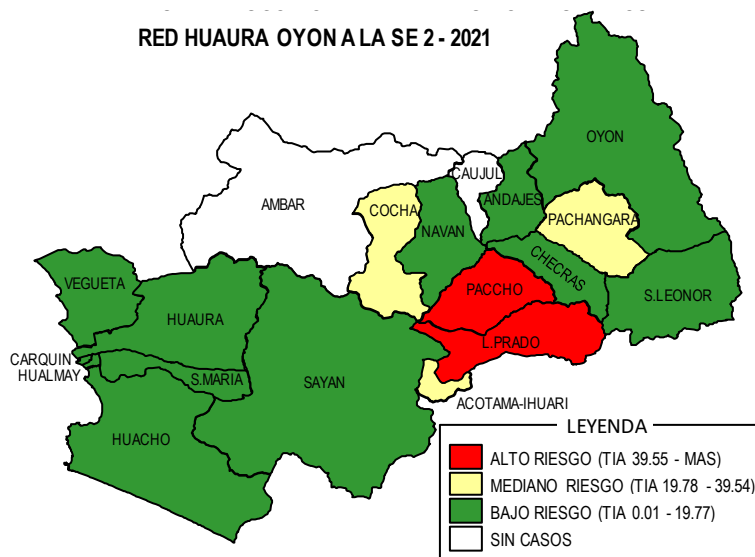 RED HUAURA OYON A LA SE 2 - 2021
OYON
CAUJUL
ANDAJES
AMBAR
COCHA
PACHANGARA
NAVAN
CHECRAS
VEGUETA
PACCHO
S.LEONOR
HUAURA
L.PRADO
CARQUIN
HUALMAY
S.MARIA
SAYAN
ACOTAMA-IHUARI
HUACHO
LEYENDA
ALTO RIESGO (TIA 39.55 - MAS)
MEDIANO RIESGO (TIA 19.78 - 39.54)
BAJO RIESGO (TIA 0.01 - 19.77)
SIN CASOS